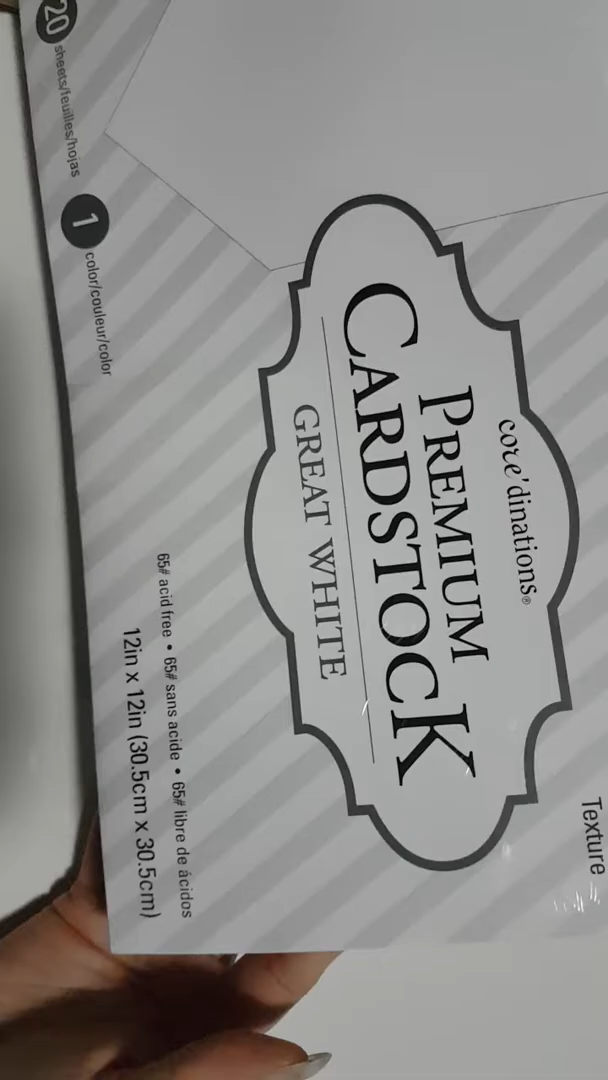 Texture
core'dinations®
PREMIUM
CARDSTOCK
GREAT WHITE
65# acid free • 65# sans acide • 65# libre de ácidos
12in x 12in (30.5cm x 30.5cm)
20 sheets/feuilles/hojas
1 color/couleur/color